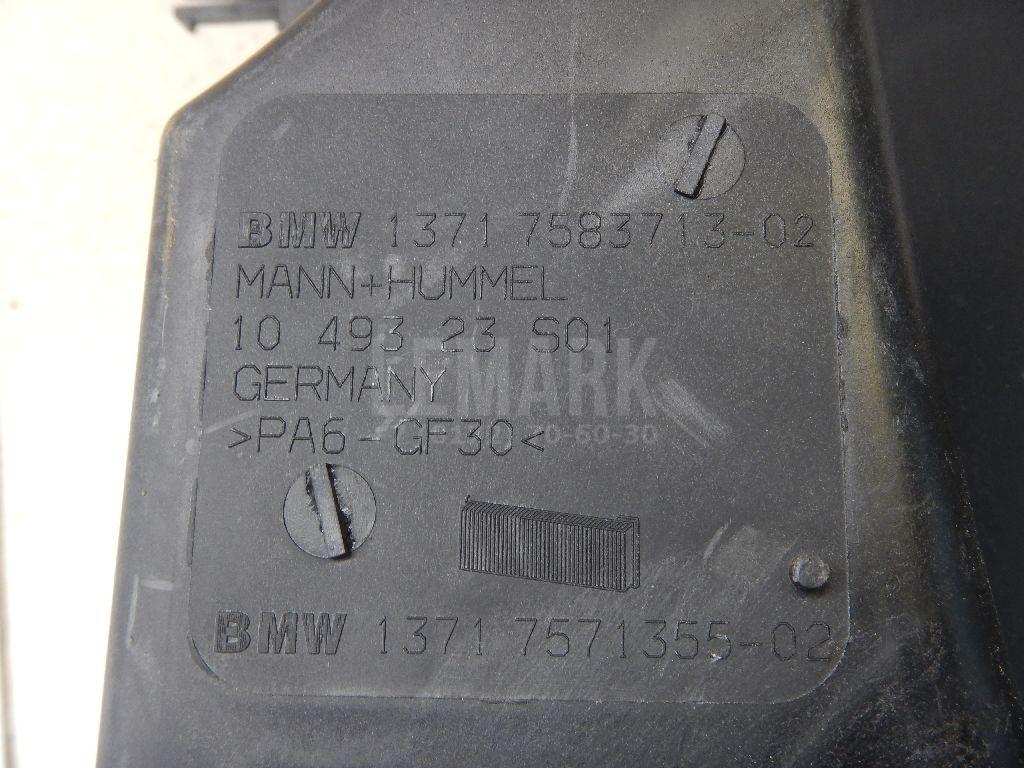 BMW 1371 7583713-02
MANN+HUMMEL
10 493 23 S01
GERMANY
>PA6-GF30<
BMW 1371 7571355-02